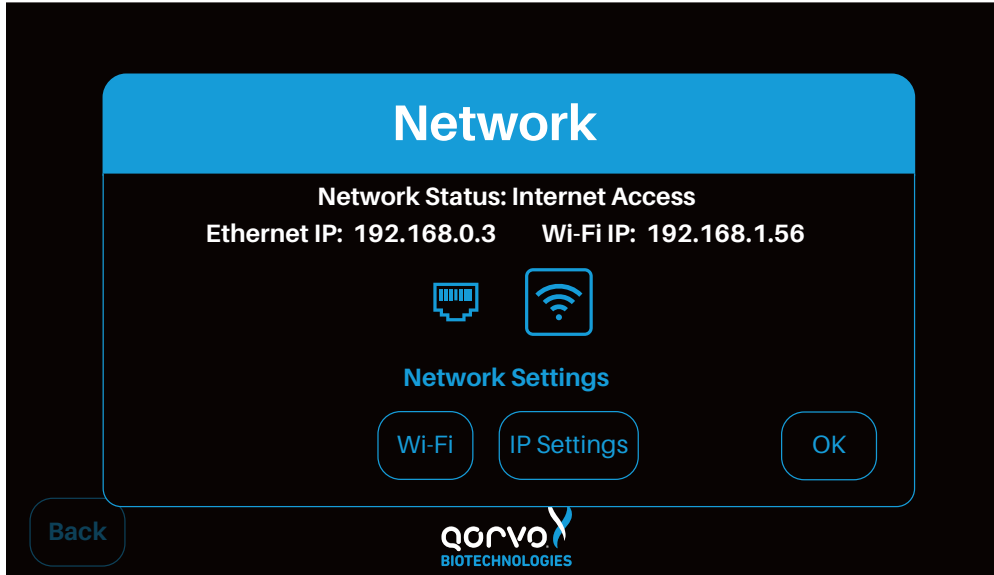 Network
Network Status: Internet Access
Ethernet IP: 192.168.0.3 Wi-Fi IP: 192.168.1.56
Network Settings
Wi-Fi IP Settings OK
Back
QORVO
BIOTECHNOLOGIES